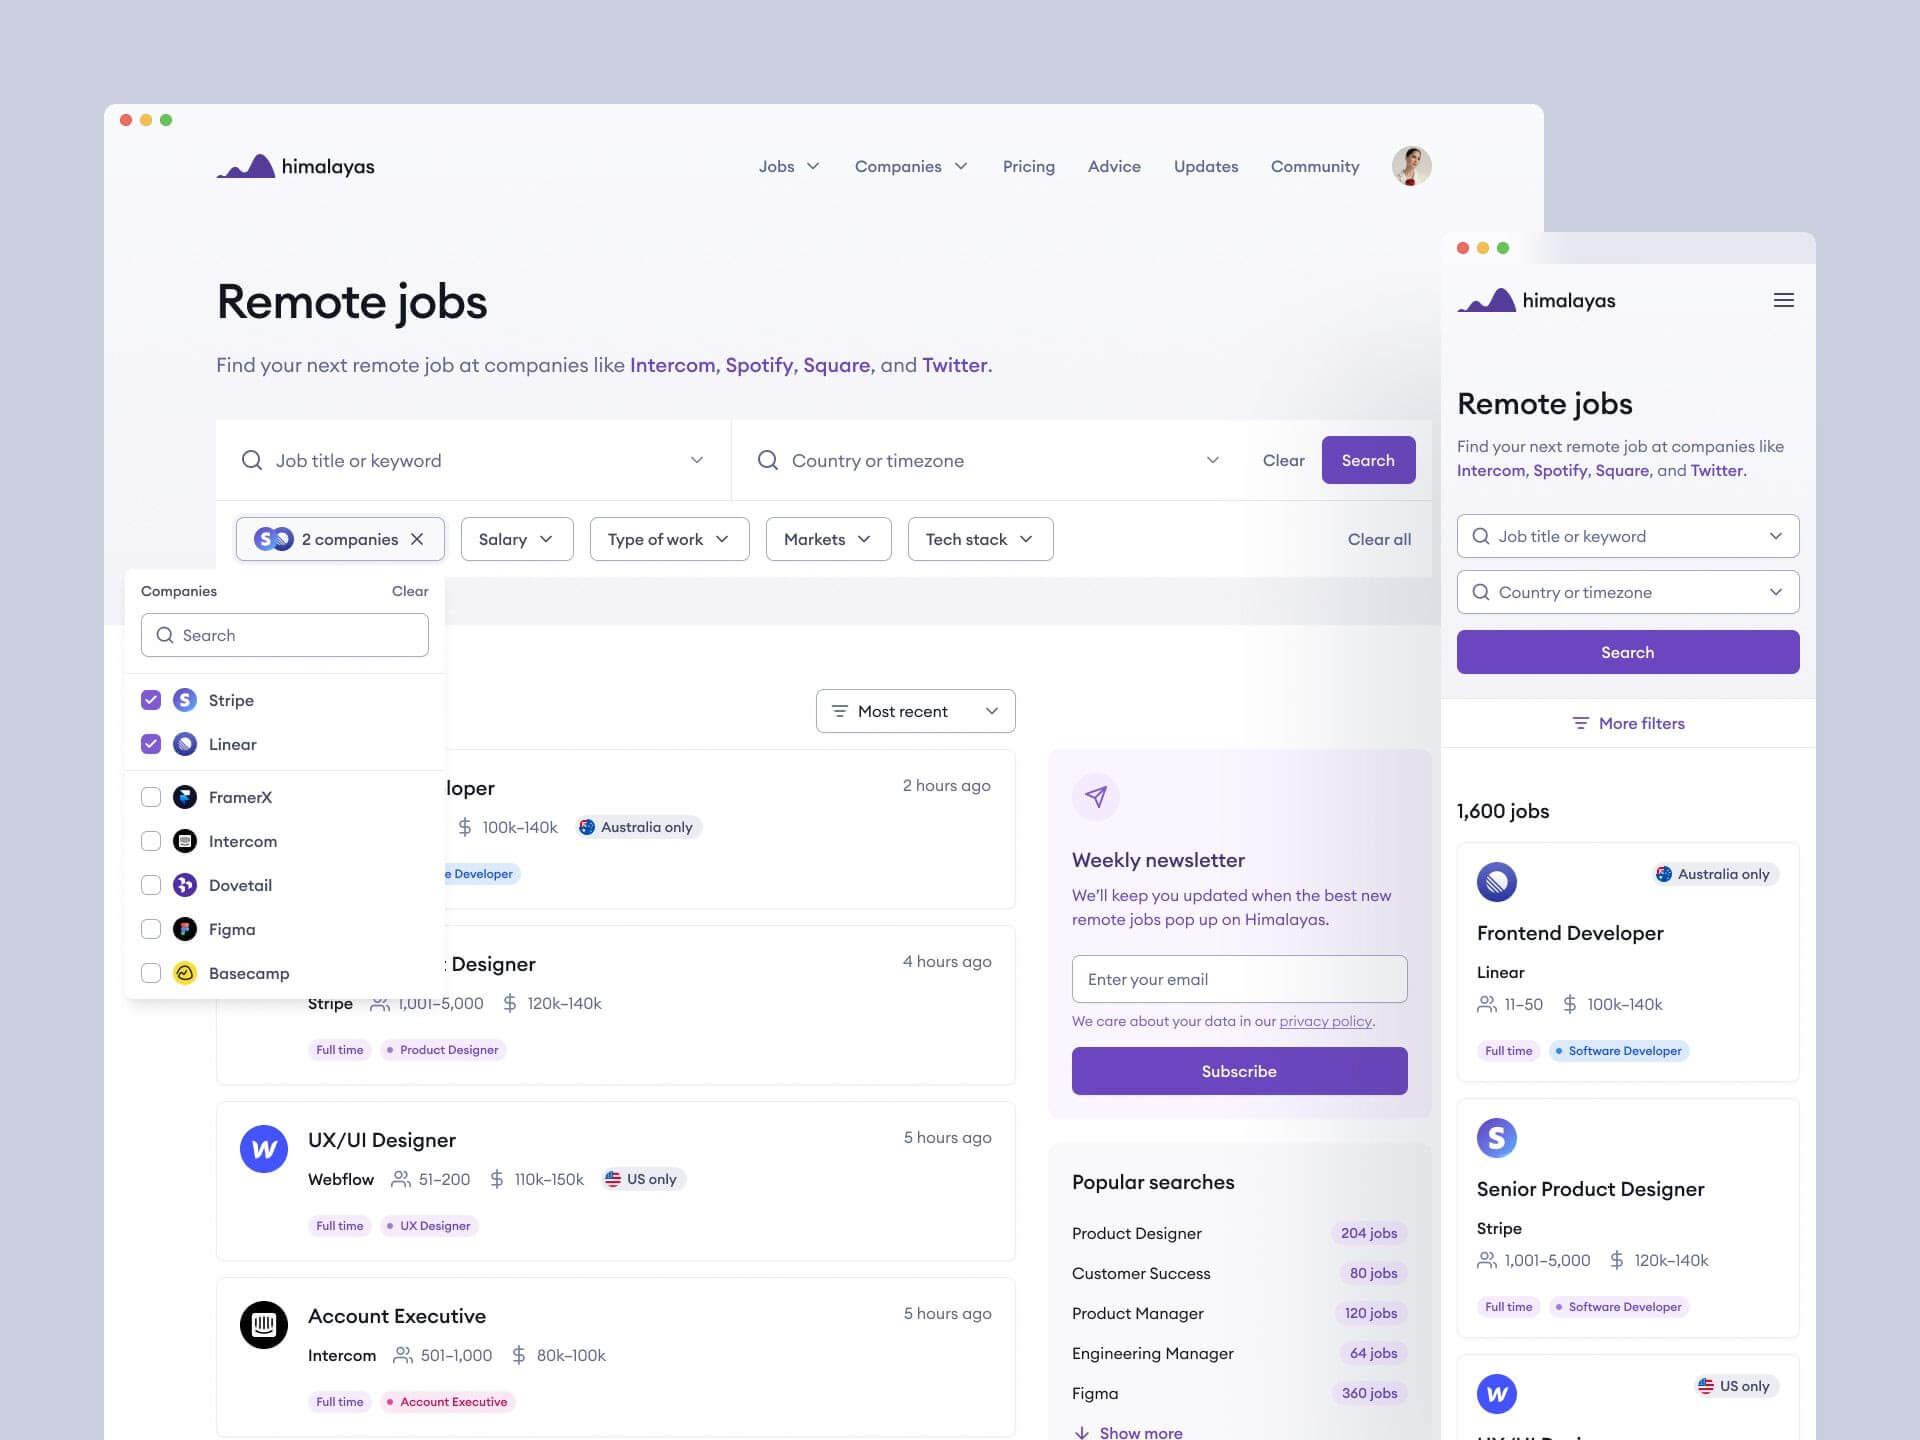 himalayas
Jobs
Companies
Pricing
Advice
Updates
Community
Remote jobs
Find your next remote job at companies like Intercom, Spotify, Square, and Twitter.
Job title or keyword
Country or timezone
Clear
Search
2 companies
Salary
Type of work
Markets
Tech stack
Clear all
Companies
Clear
Search
Stripe
Linear
FramerX
Intercom
Dovetail
Figma
Basecamp
Most recent
loper
2 hours ago
100k–140k
Australia only
e Developer
Designer
4 hours ago
Stripe
1,001–5,000
120k–140k
Full time
Product Designer
UX/UI Designer
5 hours ago
Webflow
51–200
110k–150k
US only
Full time
UX Designer
Account Executive
5 hours ago
Intercom
501–1,000
80k–100k
Full time
Account Executive
Weekly newsletter
We'll keep you updated when the best new
remote jobs pop up on Himalayas.
Enter your email
We care about your data in our privacy policy.
Subscribe
Popular searches
Product Designer
204 jobs
Customer Success
80 jobs
Product Manager
120 jobs
Engineering Manager
64 jobs
Figma
360 jobs
Show more
himalayas
Remote jobs
Find your next remote job at companies like
Intercom, Spotify, Square, and Twitter.
Job title or keyword
Country or timezone
Search
More filters
1,600 jobs
Australia only
Frontend Developer
Linear
11–50
100k–140k
Full time
Software Developer
Senior Product Designer
Stripe
1,001–5,000
120k–140k
Full time
Software Developer
US only